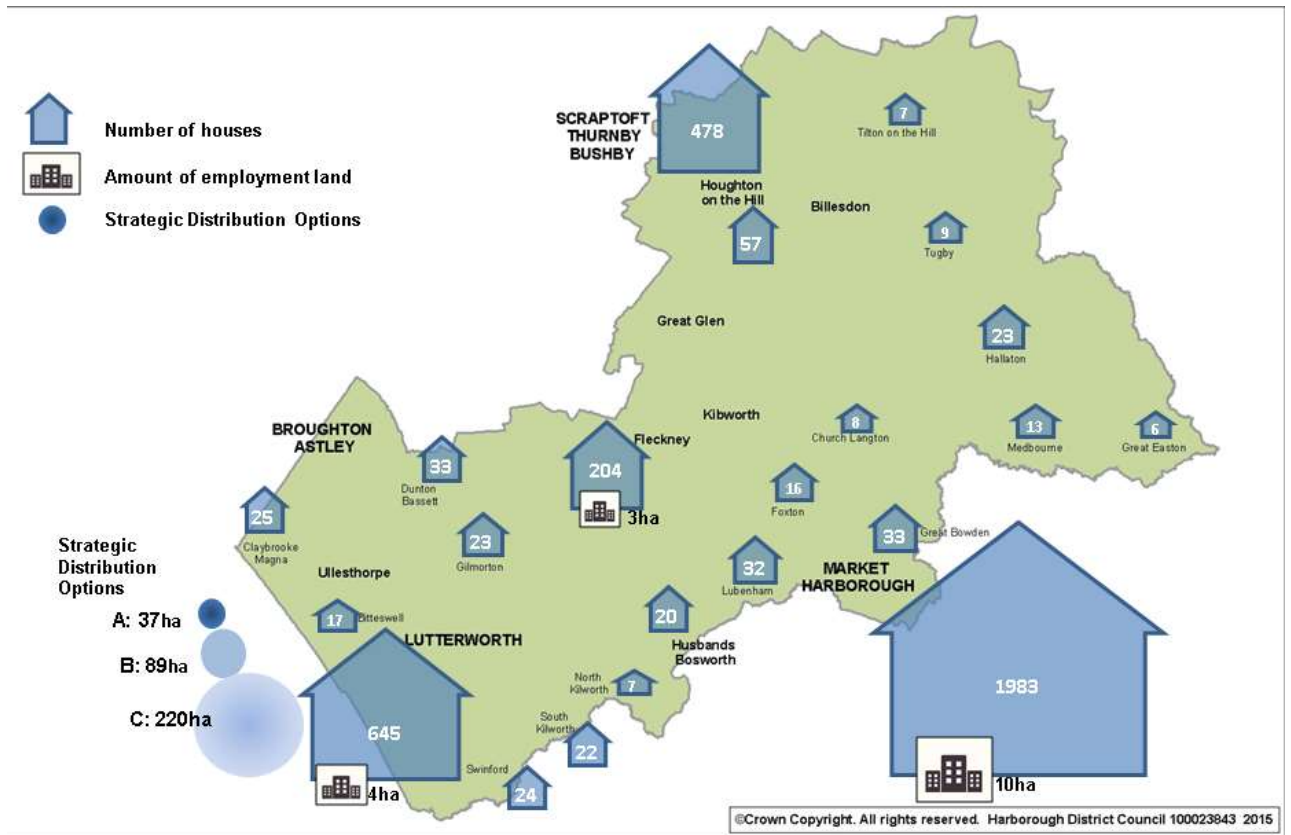 Number of houses
Amount of employment land
Strategic Distribution Options
SCRAPTOFT
THURNBY
BUSHBY
478
7
Tilton on the Hill
Houghton
on the Hill
57
Billesdon
9
Tugby
Great Glen
23
Hallaton
Kibworth
8
Church Langton
13
Medbourne
6
Great Easton
BROUGHTON
ASTLEY
33
Dunton
Bassett
204
Fleckney
3ha
16
Foxton
25
Claybrooke
Magna
23
Gilmorton
33
Great Bowden
32
Lubenham
MARKET
HARBOROUGH
Strategic
Distribution
Options
A: 37ha
B: 89ha
C: 220ha
Ullesthorpe
17
Bitteswell
LUTTERWORTH
20
Husbands
Bosworth
North
Kilworth
7
1983
10ha
645
4ha
South
Kilworth
22
Swinford
24
©Crown Copyright. All rights reserved. Harborough District Council 100023843 2015